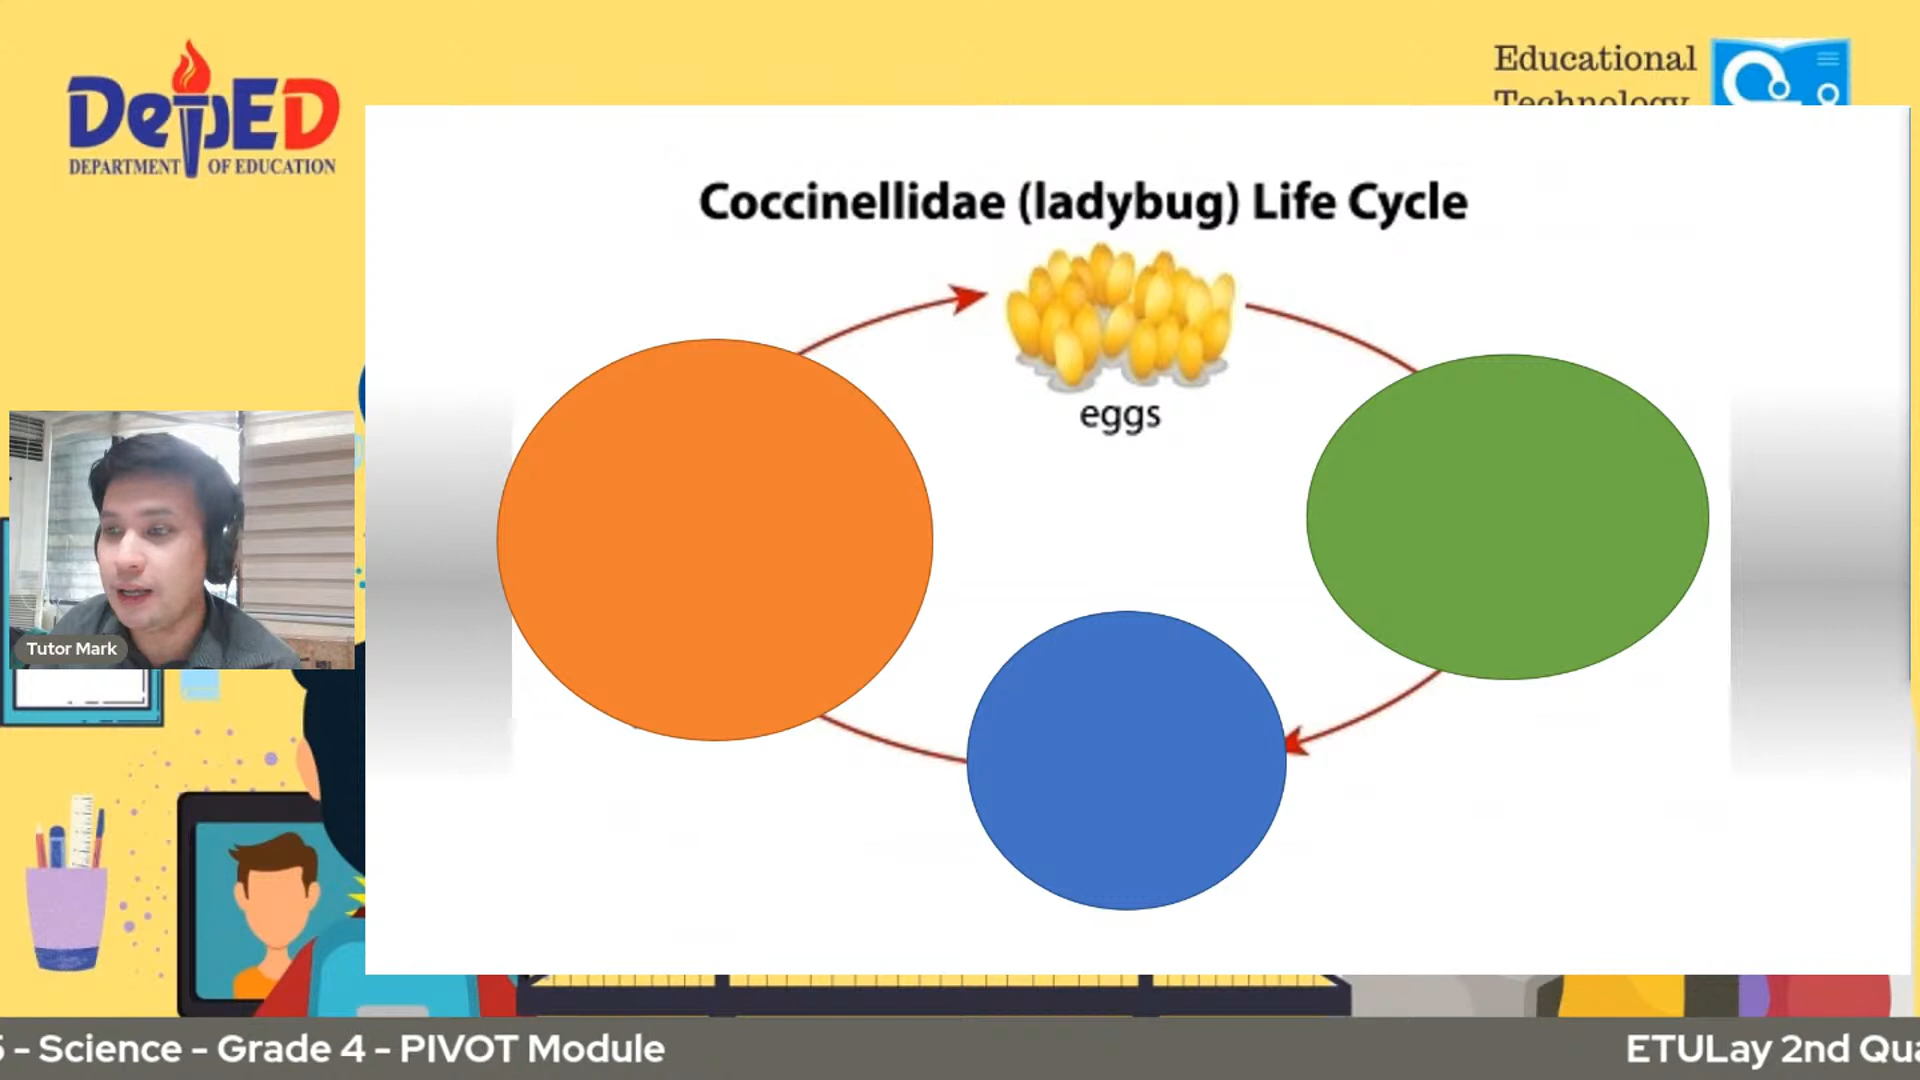 DepED
DEPARTMENT OF EDUCATION
Educational
Technology
Coccinellidae (ladybug) Life Cycle
eggs
Tutor Mark
- Science - Grade 4 - PIVOT Module
ETULay 2nd